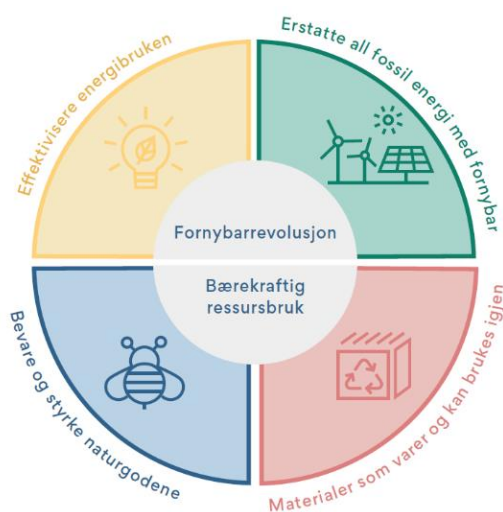 Effektivisere energibruken
Erstatte all fossil energi med fornybar
Fornybarrevolusjon
Bærekraftig
ressursbruk
Bevare og styrke naturgodene
Materialer som varer og kan brukes igjen